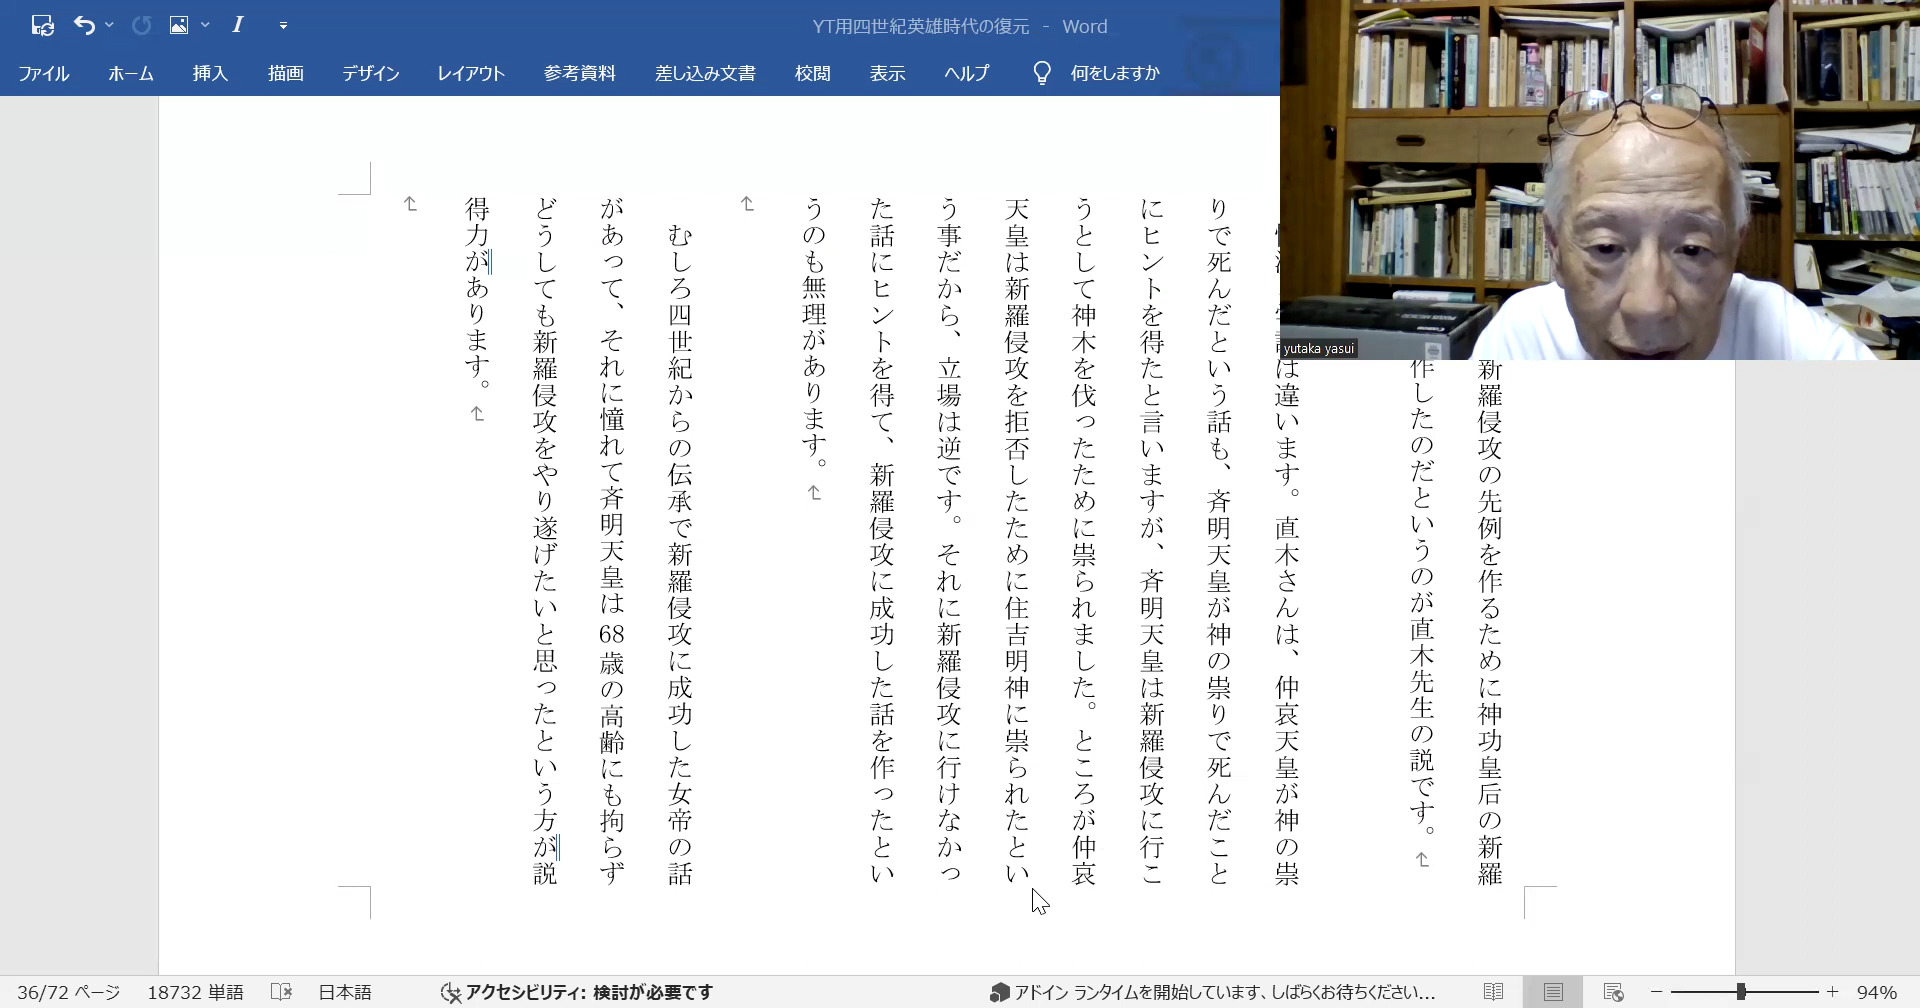 YT用四世紀英雄時代の復元 - Word
ファイル ホーム 挿入 描画 デザイン レイアウト 参考資料 差し込み文書 校閲 表示 ヘルプ 何をしますか
yutaka yasui
新羅侵攻の先例を作るために神功皇后の新羅
作したのだというのが直木先生の説です。
は違います。直木さんは、仲哀天皇が神の祟
りで死んだという話も、斉明天皇が神の祟りで死んだこと
にヒントを得たと言いますが、斉明天皇は新羅侵攻に行こ
うとして神木を伐ったために祟られました。ところが仲哀
天皇は新羅侵攻を拒否したために住吉明神に祟られたとい
う事だから、立場は逆です。それに新羅侵攻に行けなかっ
た話にヒントを得て、新羅侵攻に成功した話を作ったとい
うのも無理があります。
むしろ四世紀からの伝承で新羅侵攻に成功した女帝の話
があって、それに憧れて斉明天皇は68歳の高齢にも拘らず
どうしても新羅侵攻をやり遂げたいと思ったという方が説
得力があります。
36/72 ページ 18732 単語 日本語 アクセシビリティ: 検討が必要です アドイン ランタイムを開始しています、しばらくお待ちください... 94%